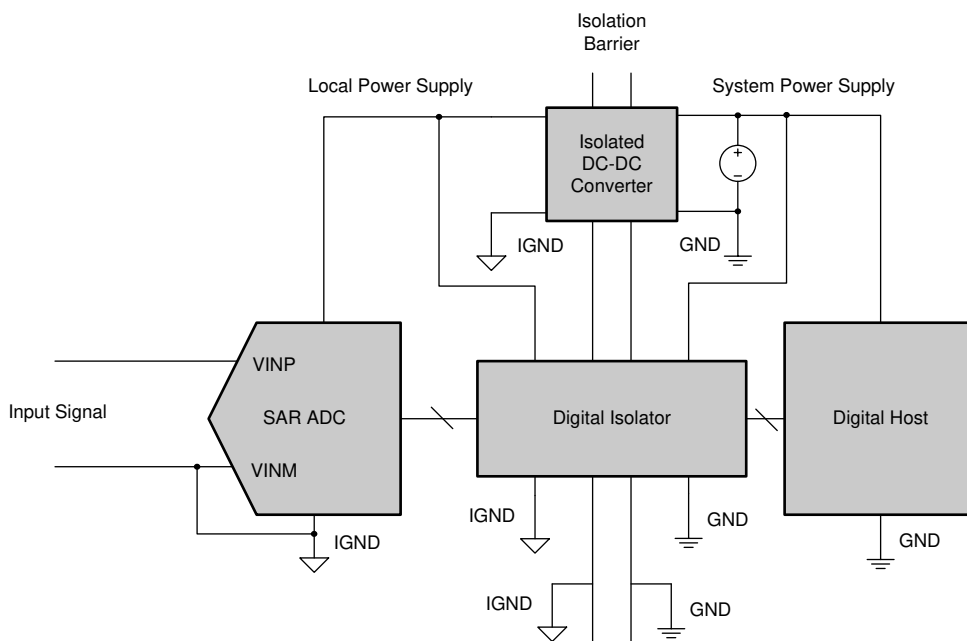 Isolation
Barrier
Local Power Supply
System Power Supply
Isolated
DC-DC
Converter
+
−
IGND
GND
VINP
Input Signal
SAR ADC
Digital Isolator
Digital Host
VINM
IGND
IGND
GND
GND
IGND
GND